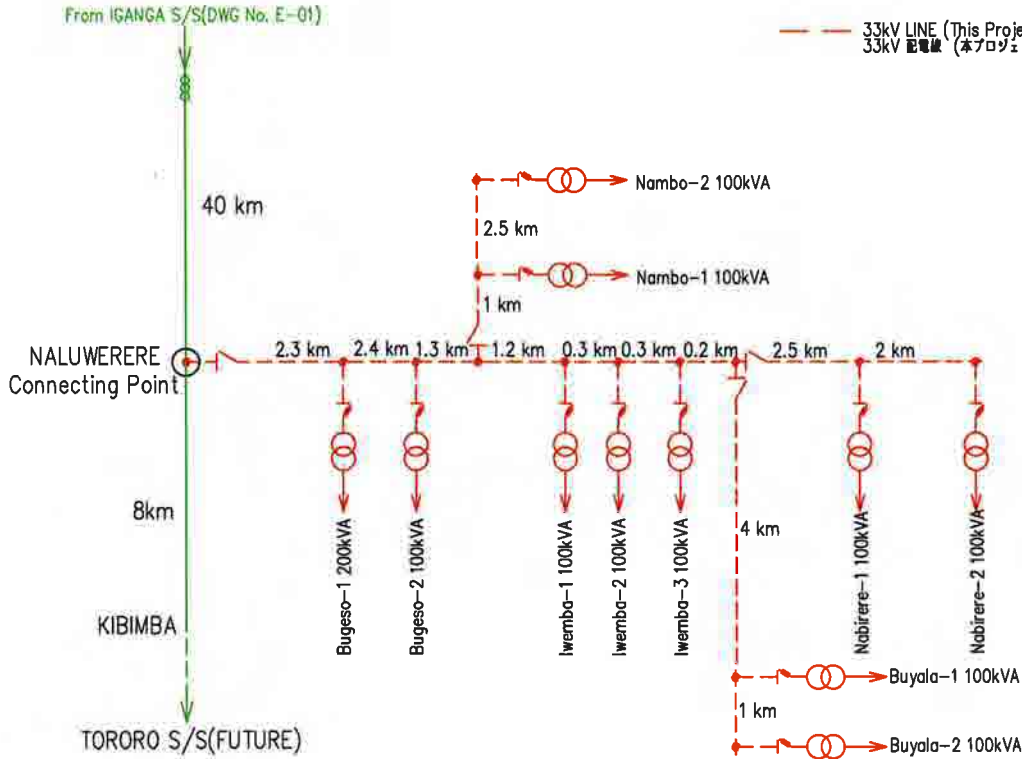 From IGANGA S/S(DWG No. E-01)
33kV LINE (This Proje
33kV 配電線 (本プロジェ
40 km
Nambo-2 100kVA
2.5 km
Nambo-1 100kVA
1 km
NALUWERERE
Connecting Point
2.3 km
2.4 km
1.3 km
1.2 km
0.3 km
0.3 km
0.2 km
2.5 km
2 km
8km
4 km
Bugeso-1 200kVA
Bugeso-2 100kVA
Iwemba-1 100kVA
Iwemba-2 100kVA
Iwemba-3 100kVA
Nabirere-1 100kVA
Nabirere-2 100kVA
KIBIMBA
Buyala-1 100kVA
1 km
TORORO S/S(FUTURE)
Buyala-2 100kVA